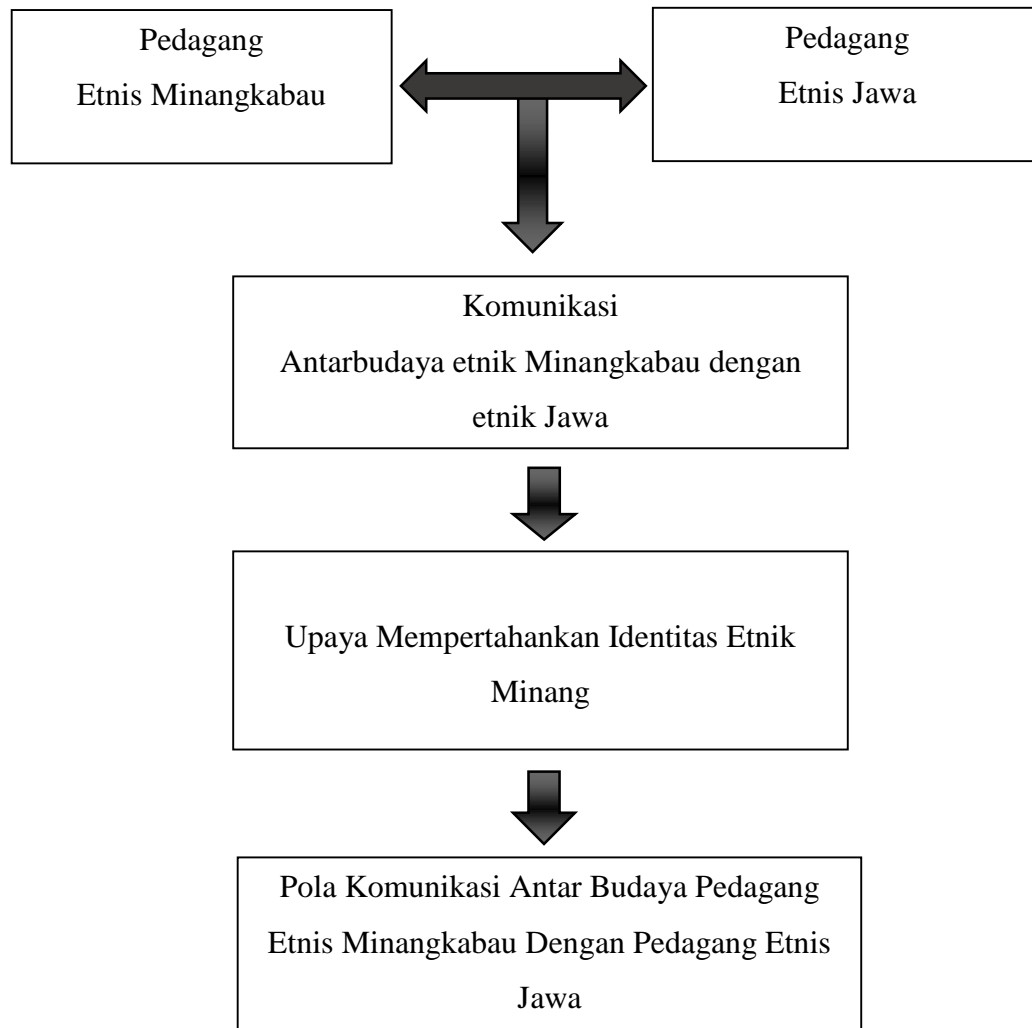 Pedagang
Etnis Minangkabau
Pedagang
Etnis Jawa
Komunikasi
Antarbudaya etnik Minangkabau dengan
etnik Jawa
Upaya Mempertahankan Identitas Etnik
Minang
Pola Komunikasi Antar Budaya Pedagang
Etnis Minangkabau Dengan Pedagang Etnis
Jawa